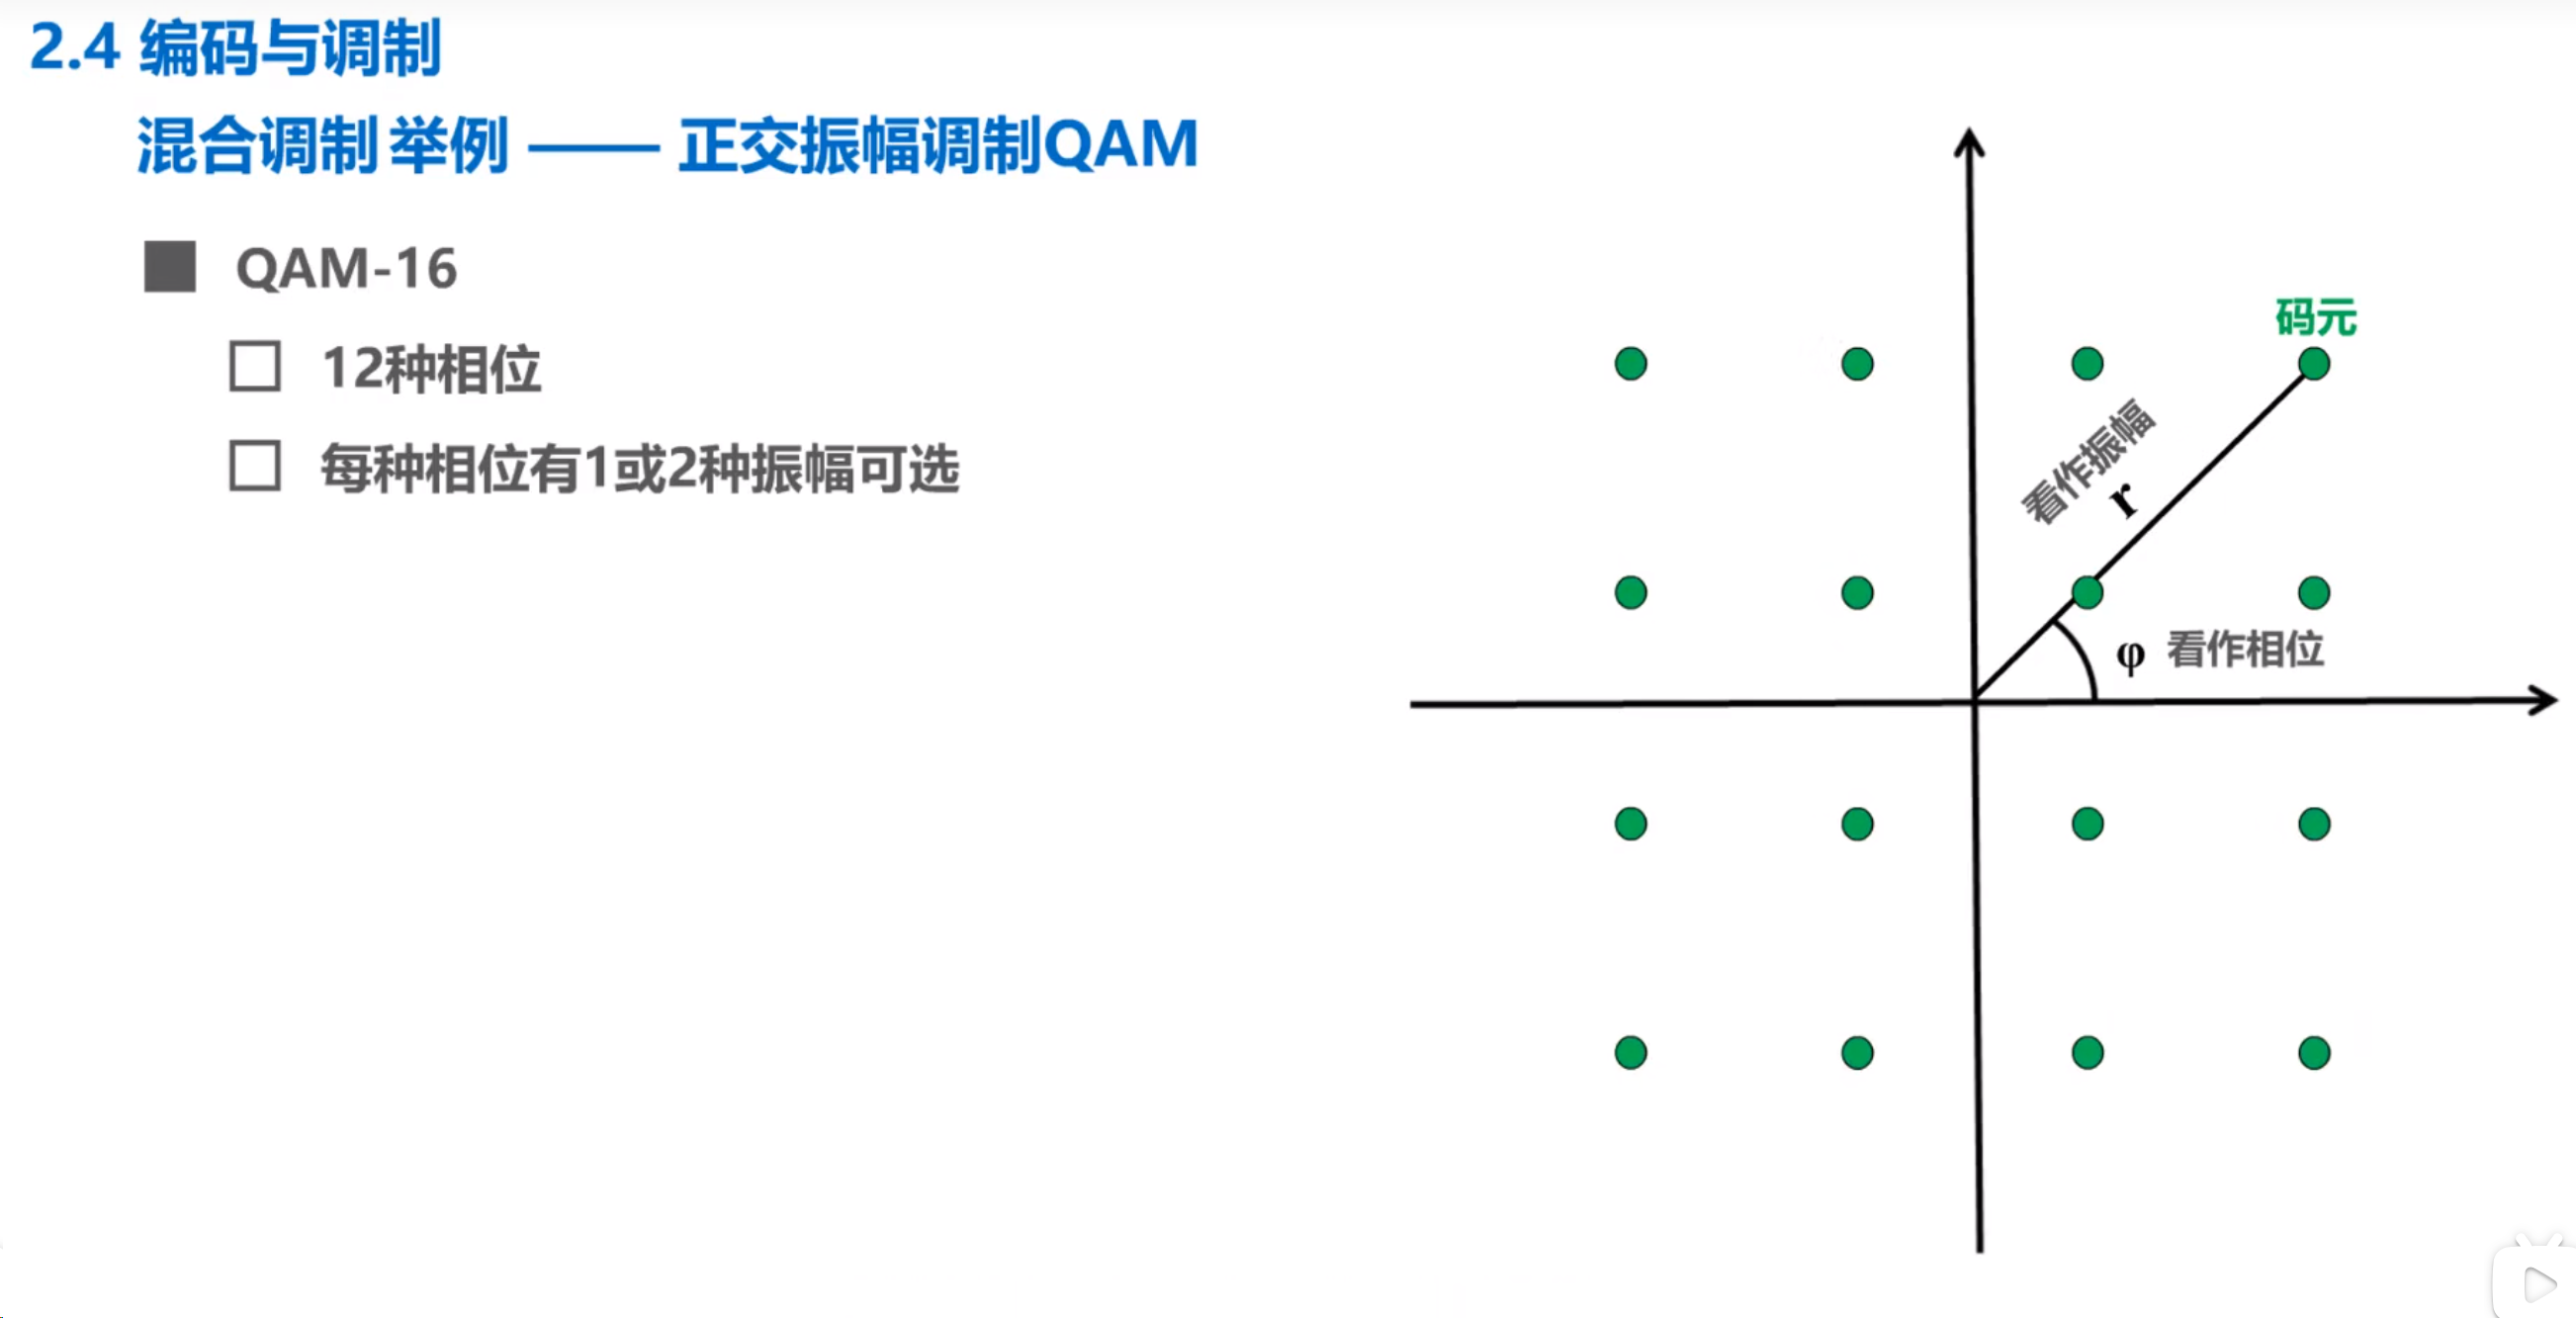 2.4 编码与调制
混合调制 举例 —— 正交振幅调制QAM
QAM-16
12种相位
每种相位有1或2种振幅可选
码元
看作振幅
r
φ 看作相位